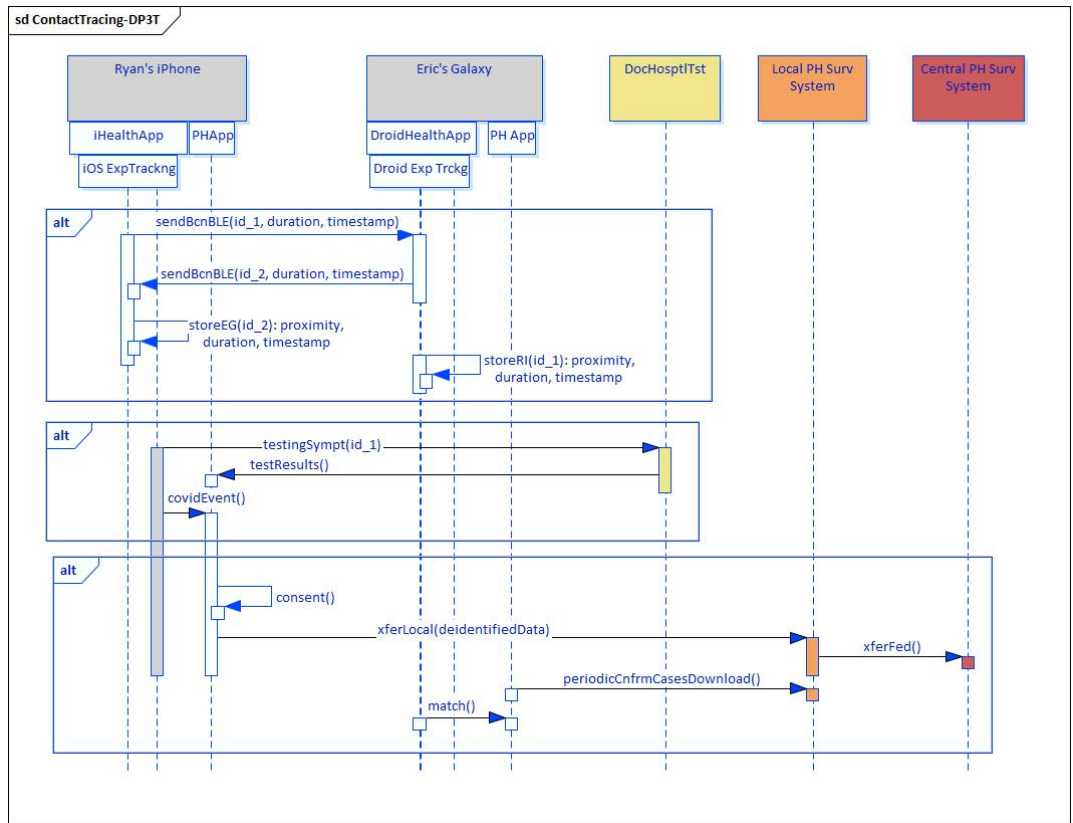 sd ContactTracing-DP3T
Ryan's iPhone
Eric's Galaxy
DocHosptlTst
Local PH Surv
System
Central PH Surv
System
iHealthApp
PHApp
DroidHealthApp
PH App
iOS ExpTrackng
Droid Exp Trckg
alt
sendBcnBLE(id_1, duration, timestamp)
sendBcnBLE(id_2, duration, timestamp)
storeEG(id_2): proximity,
duration, timestamp
storeRI(id_1): proximity,
duration, timestamp
alt
testingSympt(id_1)
testResults()
covidEvent()
alt
consent()
xferLocal(deidentifiedData)
xferFed()
periodicCnfrmCasesDownload()
match()